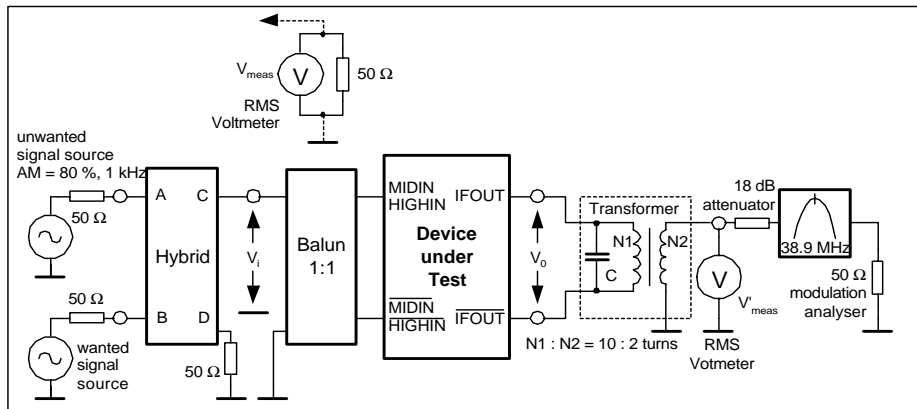 V
V meas
50 Ω
RMS
Voltmeter
unwanted
signal source
AM = 80 %, 1 kHz
50 Ω
A
C
Hybrid
B
D
50 Ω
wanted
signal
source
50 Ω
Vi
Balun
1:1
MIDIN
HIGHIN
IFOUT
Device
under
Test
MIDIN
HIGHIN
IFOUT
V0
Transformer
N1
N2
C
N1 : N2 = 10 : 2 turns
18 dB
attenuator
V
V'meas
RMS
Votmeter
38.9 MHz
50 Ω
modulation
analyser